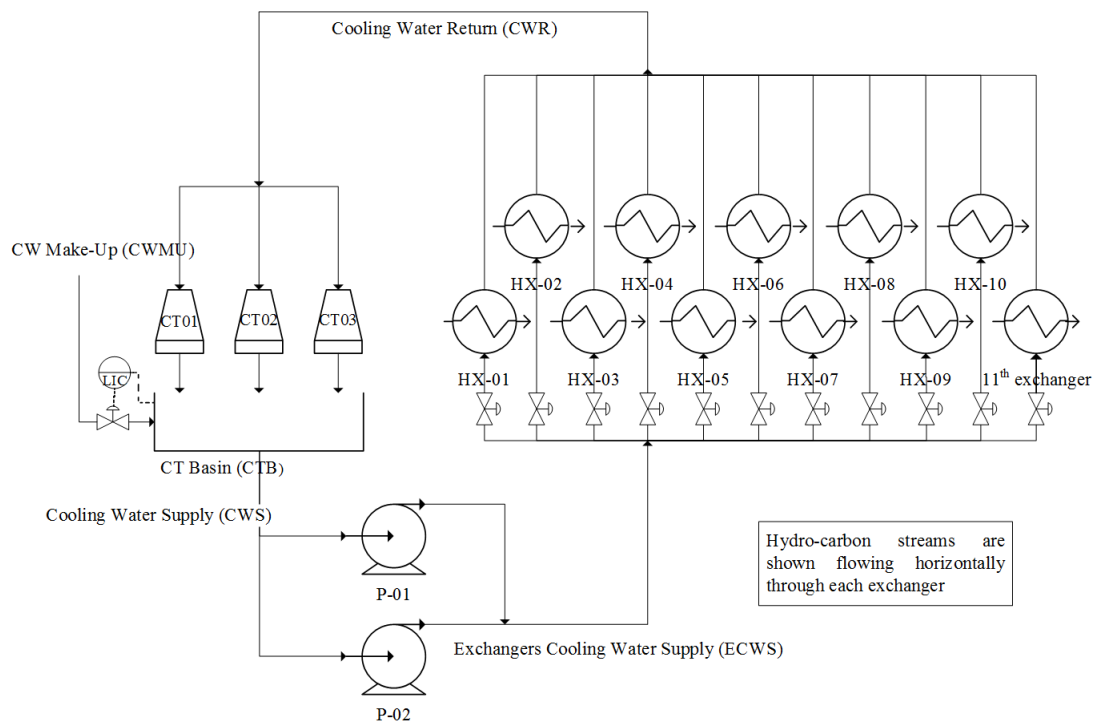 Cooling Water Return (CWR)
CW Make-Up (CWMU)
HX-02
HX-04
HX-06
HX-08
HX-10
CT01
CT02
CT03
LIC
HX-01
HX-03
HX-05
HX-07
HX-09
11th exchanger
CT Basin (CTB)
Cooling Water Supply (CWS)
Hydro-carbon streams are
shown flowing horizontally
through each exchanger
P-01
Exchangers Cooling Water Supply (ECWS)
P-02